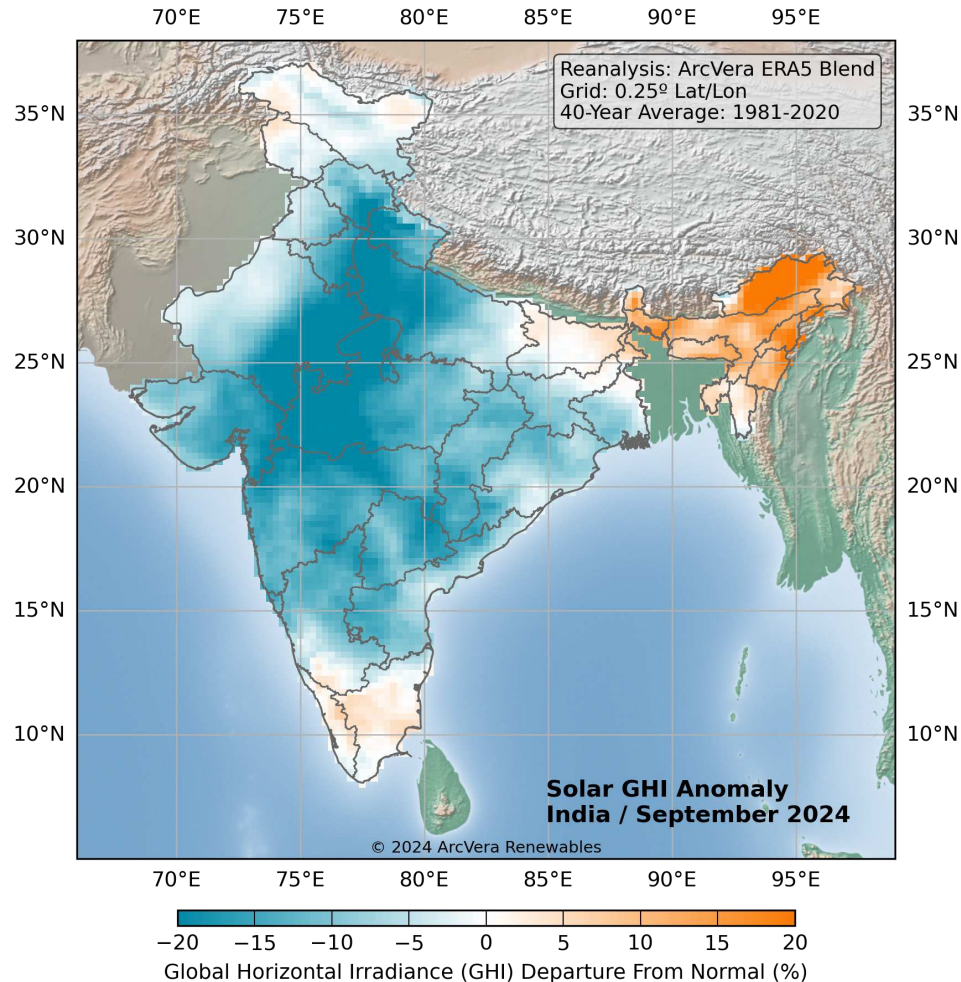 70°E 75°E 80°E 85°E 90°E 95°E
Reanalysis: ArcVera ERA5 Blend
Grid: 0.25º Lat/Lon
40-Year Average: 1981-2020
35°N 35°N
30°N 30°N
25°N 25°N
20°N 20°N
15°N 15°N
10°N 10°N
Solar GHI Anomaly
India / September 2024
© 2024 ArcVera Renewables
70°E 75°E 80°E 85°E 90°E 95°E
−20 −15 −10 −5 0 5 10 15 20
Global Horizontal Irradiance (GHI) Departure From Normal (%)